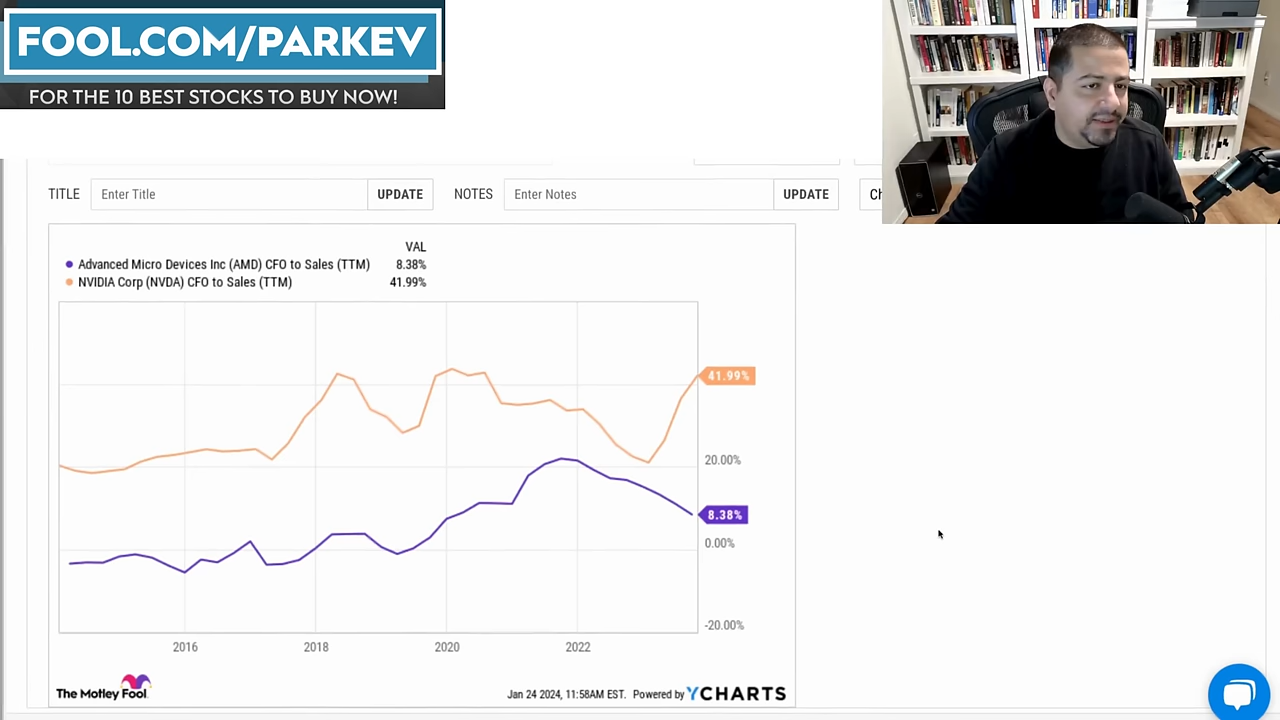 FOOL.COM/PARKEV
FOR THE 10 BEST STOCKS TO BUY NOW!
TITLE Enter Title UPDATE NOTES Enter Notes UPDATE Ch
VAL
Advanced Micro Devices Inc (AMD) CFO to Sales (TTM) 8.38%
NVIDIA Corp (NVDA) CFO to Sales (TTM) 41.99%
41.99%
20.00%
8.38%
0.00%
-20.00%
2016 2018 2020 2022
The Motley Fool. Jan 24 2024, 11:58AM EST. Powered by YCHARTS